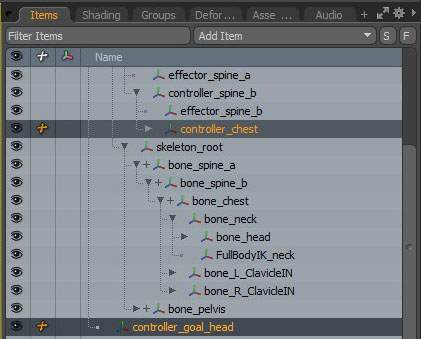 Items Shading Groups Defor ... Asse ... Audio +
Filter Items Add Item S F
Name
effector_spine_a
controller_spine_b
effector_spine_b
controller_chest
skeleton_root
bone_spine_a
bone_spine_b
bone_chest
bone_neck
bone_head
FullBodyIK_neck
bone_L_ClavicleIN
bone_R_ClavicleIN
bone_pelvis
controller_goal_head